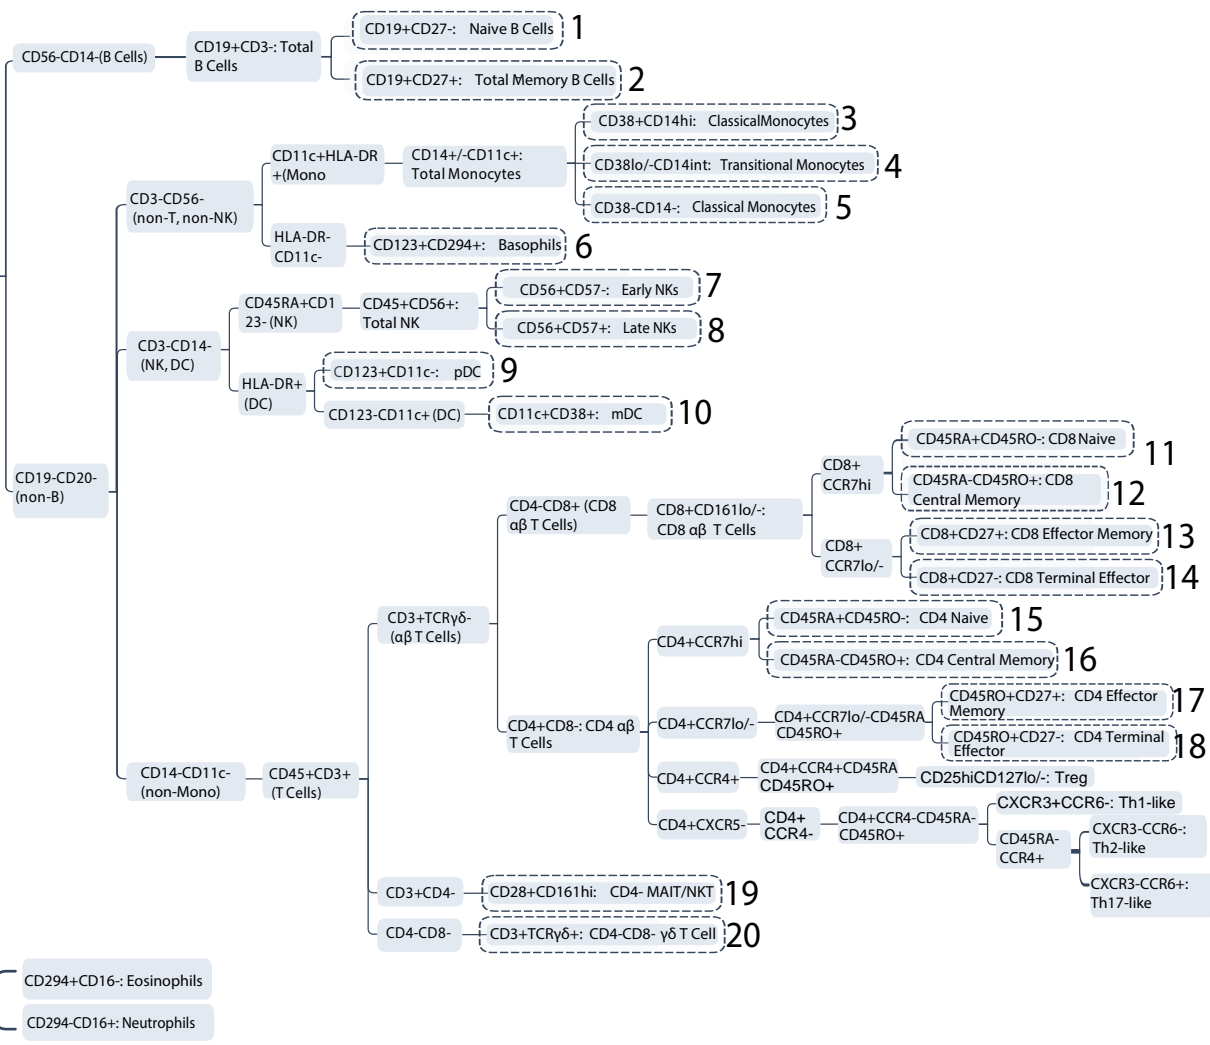 CD56-CD14-(B Cells)
CD19+CD3-: Total
B Cells
CD19+CD27-: Naive B Cells
1
CD19+CD27+: Total Memory B Cells
2
CD3-CD56-
(non-T, non-NK)
CD11c+HLA-DR
+(Mono
CD14+/-CD11c+:
Total Monocytes
CD38+CD14hi: ClassicalMonocytes
3
CD38lo/-CD14int: Transitional Monocytes
4
CD38-CD14-: Classical Monocytes
5
HLA-DR-
CD11c-
CD123+CD294+: Basophils
6
CD3-CD14-
(NK, DC)
CD45RA+CD1
23- (NK)
CD45+CD56+:
Total NK
CD56+CD57-: Early NKs
7
CD56+CD57+: Late NKs
8
HLA-DR+
(DC)
CD123+CD11c-: pDC
9
CD123-CD11c+ (DC)
CD11c+CD38+: mDC
10
CD19-CD20-
(non-B)
CD14-CD11c-
(non-Mono)
CD45+CD3+
(T Cells)
CD3+TCRγδ-
(αβ T Cells)
CD4-CD8+ (CD8
αβ T Cells)
CD8+CD161lo/-:
CD8 αβ T Cells
CD8+
CCR7hi
CD45RA+CD45RO-: CD8 Naive
11
CD45RA-CD45RO+: CD8
Central Memory
12
CD8+
CCR7lo/-
CD8+CD27+: CD8 Effector Memory
13
CD8+CD27-: CD8 Terminal Effector
14
CD4+CD8-: CD4 αβ
T Cells
CD4+CCR7hi
CD45RA+CD45RO-: CD4 Naive
15
CD45RA-CD45RO+: CD4 Central Memory
16
CD4+CCR7lo/-
CD4+CCR7lo/-CD45RA
CD45RO+
CD45RO+CD27+: CD4 Effector
Memory
17
CD45RO+CD27-: CD4 Terminal
Effector
18
CD4+CCR4+
CD4+CCR4+CD45RA
CD45RO+
CD25hiCD127lo/-: Treg
CD4+CXCR5-
CD4+
CCR4-
CD4+CCR4-CD45RA-
CD45RO+
CXCR3+CCR6-: Th1-like
CD45RA-
CCR4+
CXCR3-CCR6-:
Th2-like
CXCR3-CCR6+:
Th17-like
CD3+CD4-
CD28+CD161hi: CD4- MAIT/NKT
19
CD4-CD8-
CD3+TCRγδ+: CD4-CD8- γδ T Cell
20
CD294+CD16-: Eosinophils
CD294-CD16+: Neutrophils